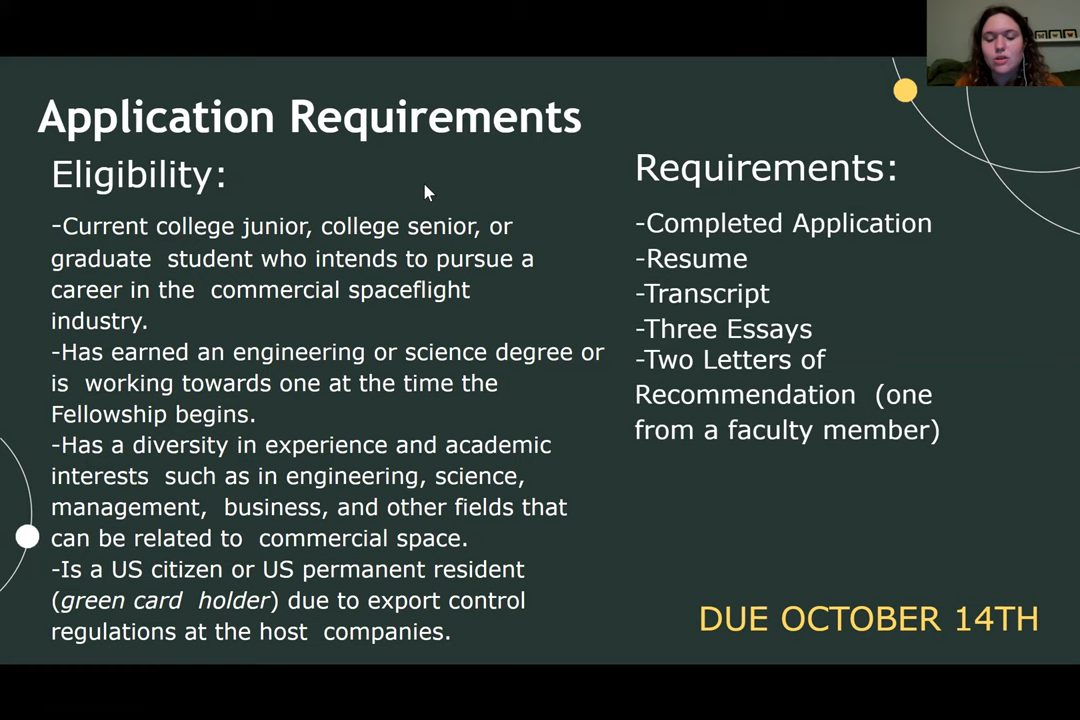 Application Requirements
Eligibility:
-Current college junior, college senior, or
graduate student who intends to pursue a
career in the commercial spaceflight
industry.
-Has earned an engineering or science degree or
is working towards one at the time the
Fellowship begins.
-Has a diversity in experience and academic
interests such as in engineering, science,
management, business, and other fields that
can be related to commercial space.
-Is a US citizen or US permanent resident
(green card holder) due to export control
regulations at the host companies.
Requirements:
-Completed Application
-Resume
-Transcript
-Three Essays
-Two Letters of
Recommendation (one
from a faculty member)
DUE OCTOBER 14TH